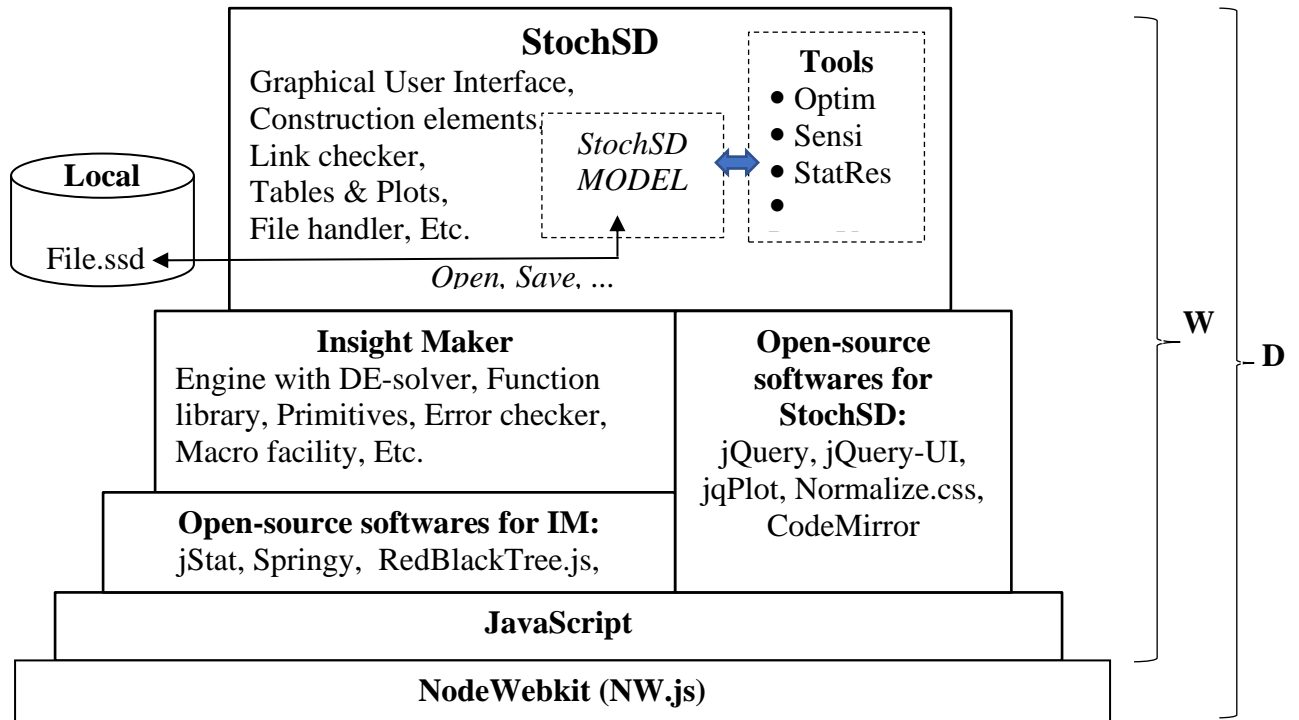 StochSD
Graphical User Interface,
Construction elements,
Link checker,
Tables & Plots,
File handler, Etc.
StochSD
MODEL
Tools
• Optim
• Sensi
• StatRes
•
Local
File.ssd
Open, Save, ...
W
D
Insight Maker
Engine with DE-solver, Function
library, Primitives, Error checker,
Macro facility, Etc.
Open-source
softwares for
StochSD:
jQuery, jQuery-UI,
jqPlot, Normalize.css,
CodeMirror
Open-source softwares for IM:
jStat, Springy, RedBlackTree.js,
JavaScript
NodeWebkit (NW.js)